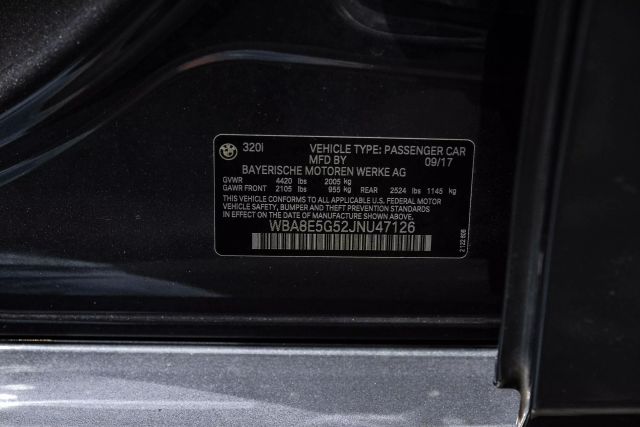 320i VEHICLE TYPE: PASSENGER CAR
MFD BY 09/17
BAYERISCHE MOTOREN WERKE AG
GVWR 4420 lbs 2005 kg
GAWR FRONT 2105 lbs 955 kg REAR 2524 lbs 1145 kg
THIS VEHICLE CONFORMS TO ALL APPLICABLE U.S. FEDERAL MOTOR
VEHICLE SAFETY, BUMPER AND THEFT PREVENTION STANDARDS
IN EFFECT ON THE DATE OF MANUFACTURE SHOWN ABOVE.
WBA8E5G52JNU47126